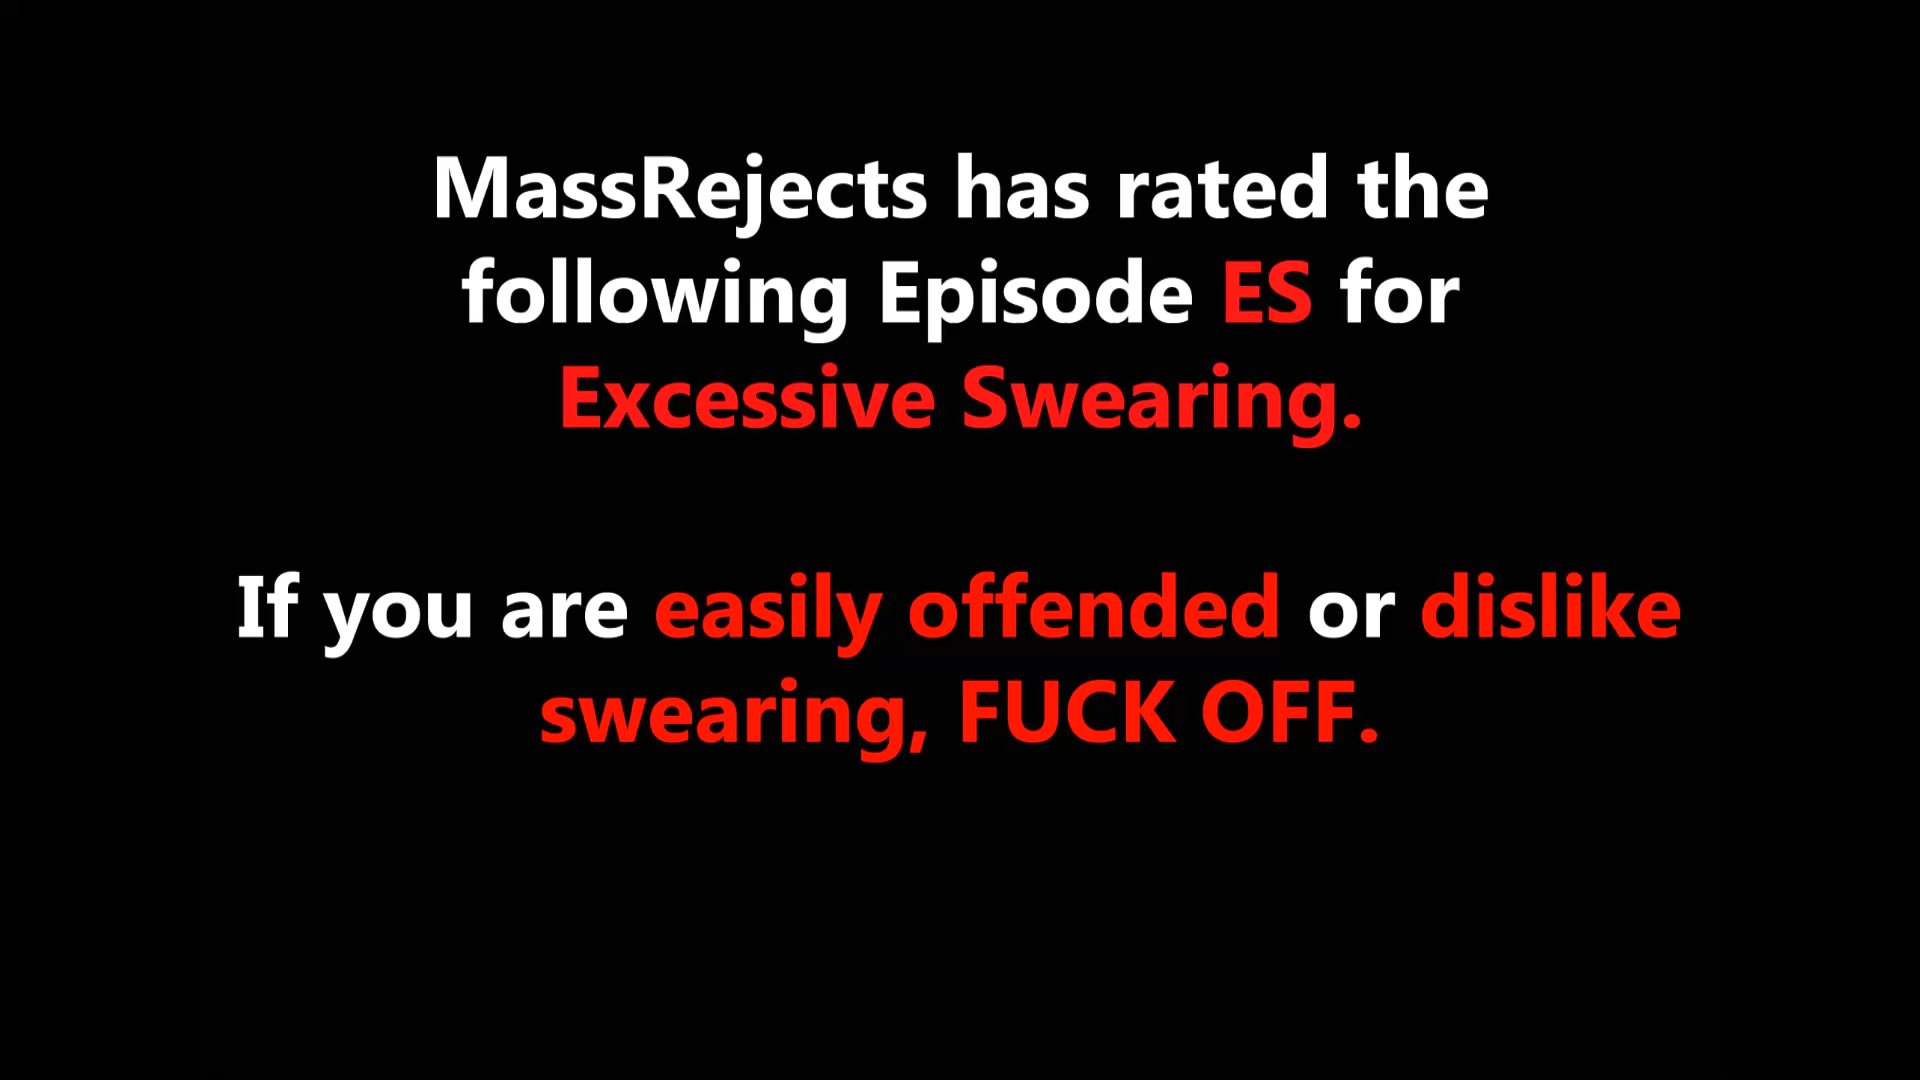 MassRejects has rated the
following Episode ES for
Excessive Swearing.
If you are easily offended or dislike
swearing, FUCK OFF.